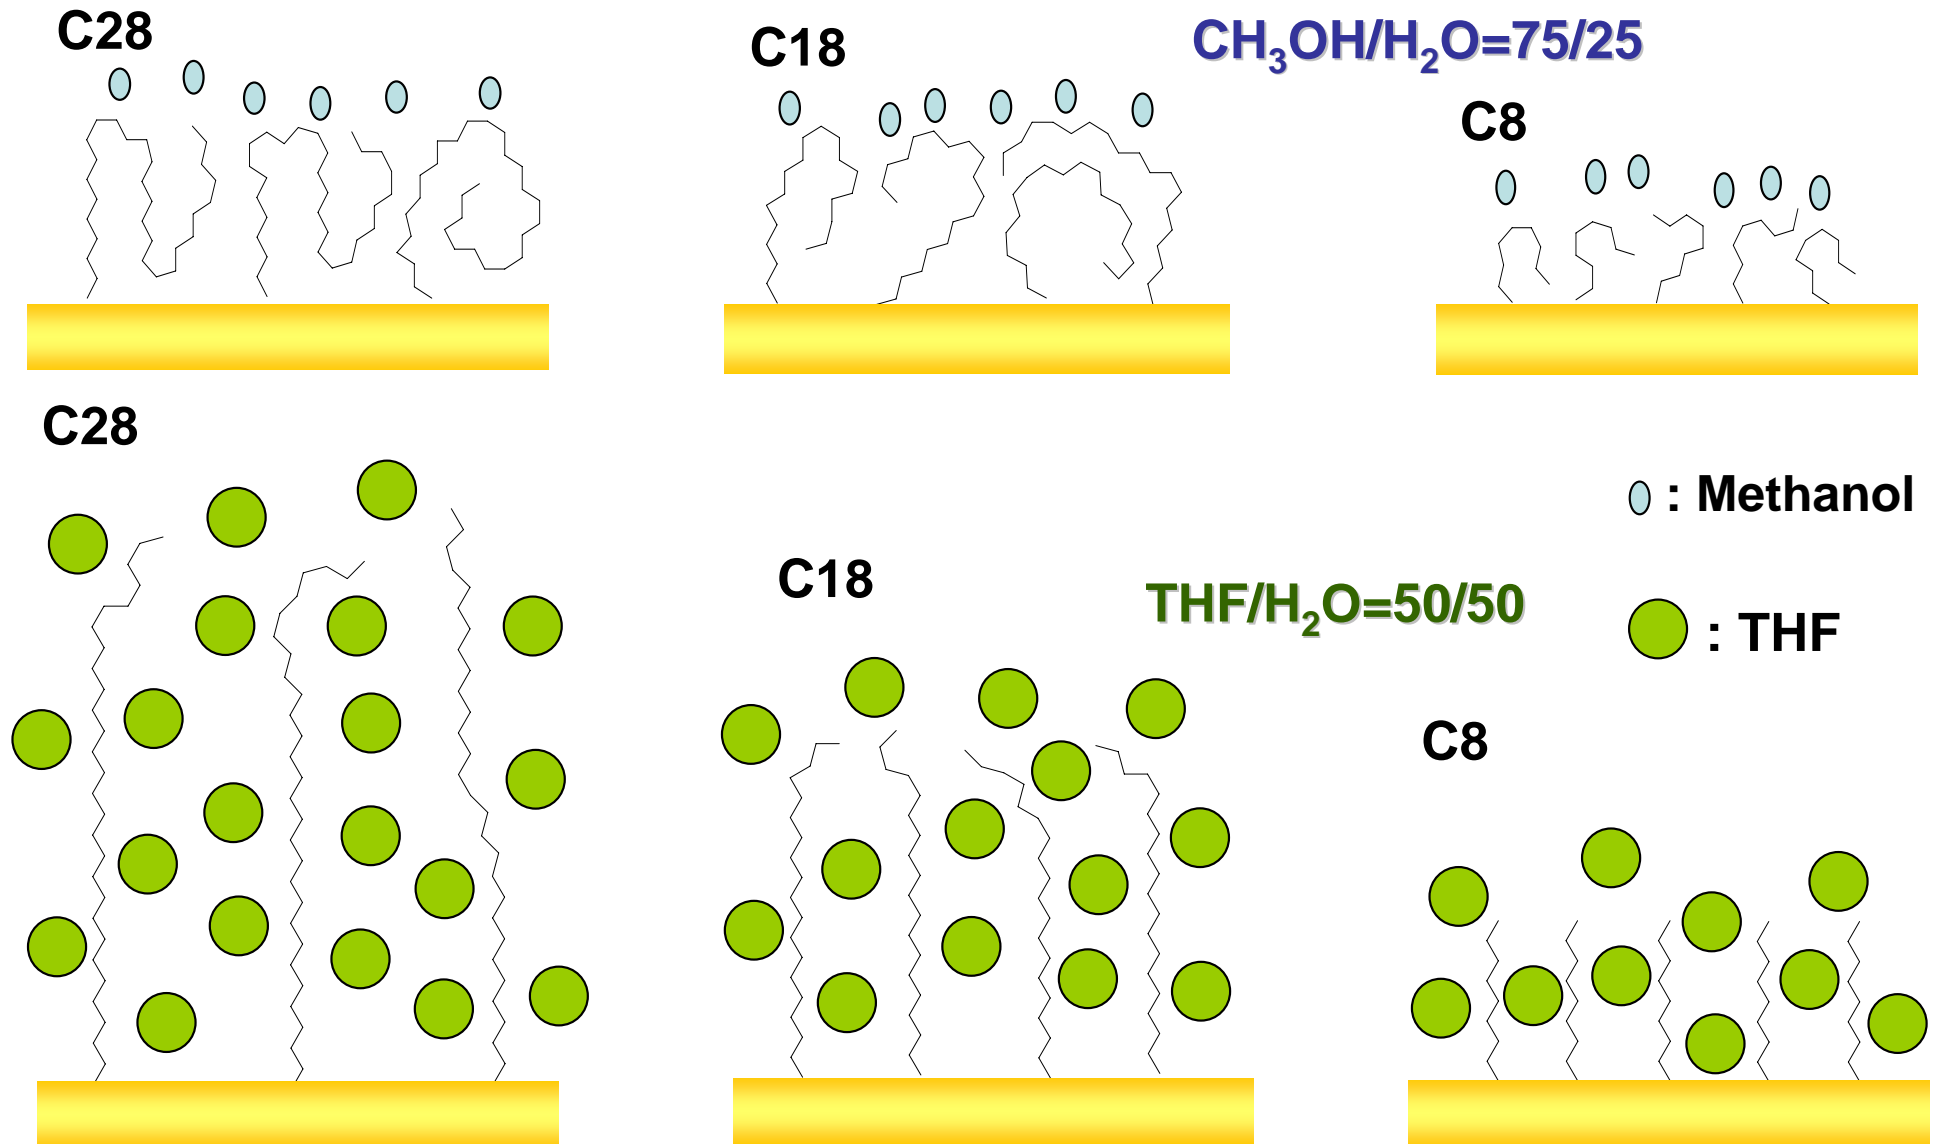 C28
C18
CH₃OH/H₂O=75/25
C8
C28
: Methanol
C18
THF/H₂O=50/50
: THF
C8